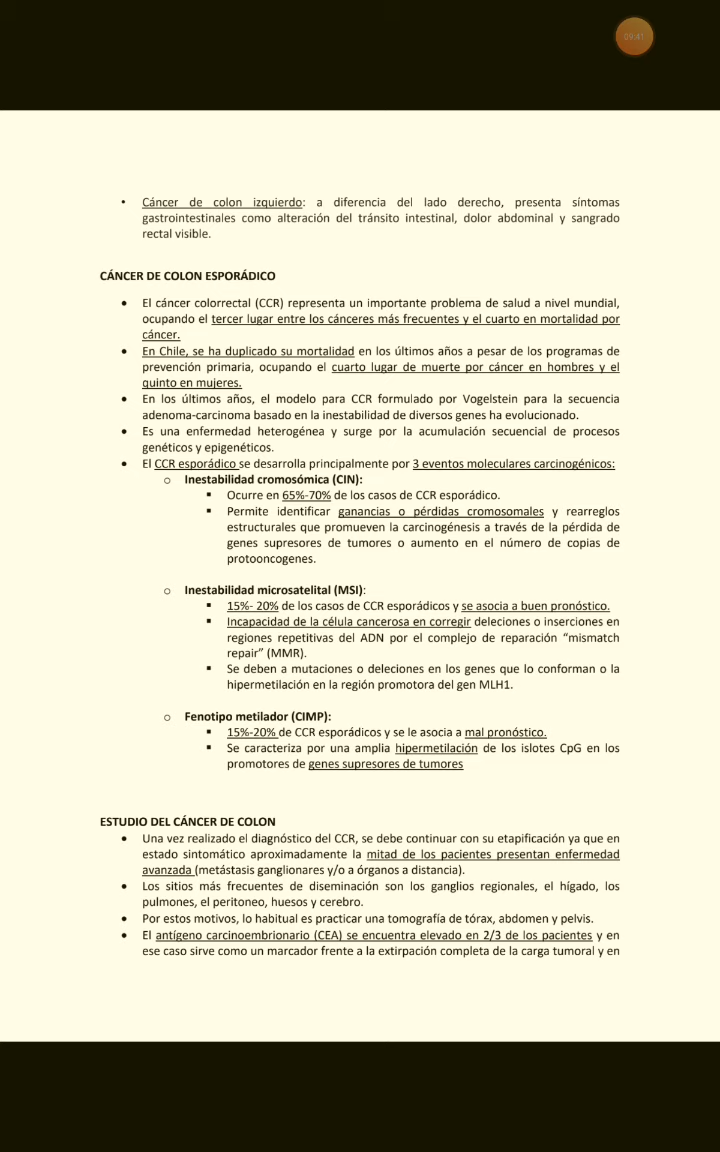 09:41
• Cáncer de colon izquierdo: a diferencia del lado derecho, presenta síntomas
gastrointestinales como alteración del tránsito intestinal, dolor abdominal y sangrado
rectal visible.
CÁNCER DE COLON ESPORÁDICO
• El cáncer colorrectal (CCR) representa un importante problema de salud a nivel mundial,
ocupando el tercer lugar entre los cánceres más frecuentes y el cuarto en mortalidad por
cáncer.
• En Chile, se ha duplicado su mortalidad en los últimos años a pesar de los programas de
prevención primaria, ocupando el cuarto lugar de muerte por cáncer en hombres y el
quinto en mujeres.
• En los últimos años, el modelo para CCR formulado por Vogelstein para la secuencia
adenoma-carcinoma basado en la inestabilidad de diversos genes ha evolucionado.
• Es una enfermedad heterogénea y surge por la acumulación secuencial de procesos
genéticos y epigenéticos.
• El CCR esporádico se desarrolla principalmente por 3 eventos moleculares carcinogénicos:
o Inestabilidad cromosómica (CIN):
▪ Ocurre en 65%-70% de los casos de CCR esporádico.
▪ Permite identificar ganancias o pérdidas cromosomales y rearreglos
estructurales que promueven la carcinogénesis a través de la pérdida de
genes supresores de tumores o aumento en el número de copias de
protooncogenes.
o Inestabilidad microsatelital (MSI):
▪ 15%- 20% de los casos de CCR esporádicos y se asocia a buen pronóstico.
▪ Incapacidad de la célula cancerosa en corregir deleciones o inserciones en
regiones repetitivas del ADN por el complejo de reparación “mismatch
repair” (MMR).
▪ Se deben a mutaciones o deleciones en los genes que lo conforman o la
hipermetilación en la región promotora del gen MLH1.
o Fenotipo metilador (CIMP):
▪ 15%-20% de CCR esporádicos y se le asocia a mal pronóstico.
▪ Se caracteriza por una amplia hipermetilación de los islotes CpG en los
promotores de genes supresores de tumores
ESTUDIO DEL CÁNCER DE COLON
• Una vez realizado el diagnóstico del CCR, se debe continuar con su etapificación ya que en
estado sintomático aproximadamente la mitad de los pacientes presentan enfermedad
avanzada (metástasis ganglionares y/o a órganos a distancia).
• Los sitios más frecuentes de diseminación son los ganglios regionales, el hígado, los
pulmones, el peritoneo, huesos y cerebro.
• Por estos motivos, lo habitual es practicar una tomografía de tórax, abdomen y pelvis.
• El antígeno carcinoembrionario (CEA) se encuentra elevado en 2/3 de los pacientes y en
ese caso sirve como un marcador frente a la extirpación completa de la carga tumoral y en